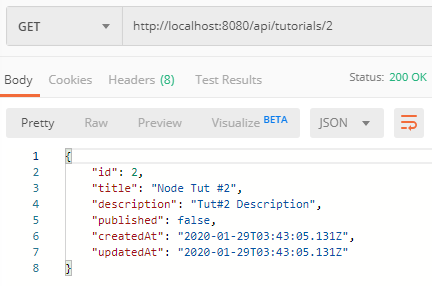 GET http://localhost:8080/api/tutorials/2
Body Cookies Headers (8) Test Results Status: 200 OK
Pretty Raw Preview Visualize BETA JSON
1 {
2 "id": 2,
3 "title": "Node Tut #2",
4 "description": "Tut#2 Description",
5 "published": false,
6 "createdAt": "2020-01-29T03:43:05.131Z",
7 "updatedAt": "2020-01-29T03:43:05.131Z"
8 }